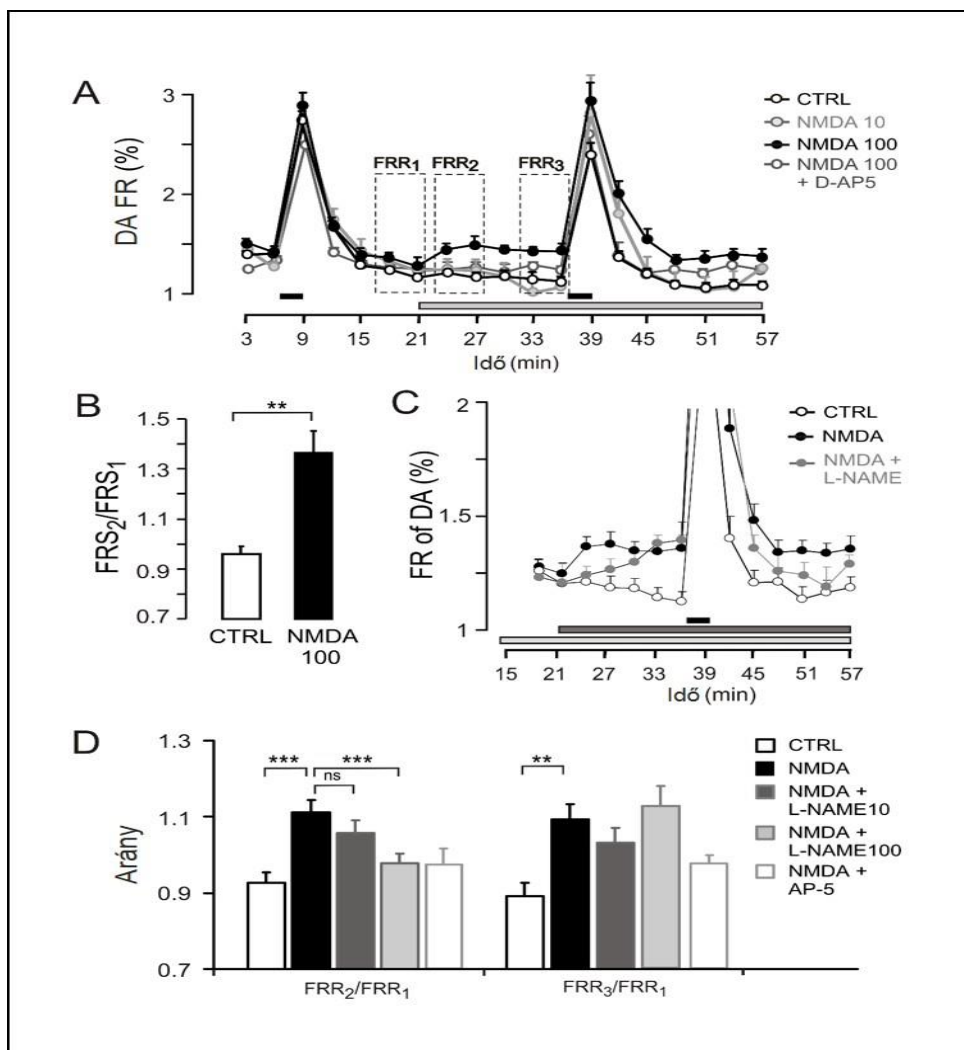 A
DA FR (%)
3
2
1
FRR1
FRR2
FRR3
CTRL
NMDA 10
NMDA 100
NMDA 100
+ D-AP5
3 9 15 21 27 33 39 45 51 57
Idő (min)
B
FRS2/FRS1
1.5
1.3
1.1
0.9
0.7
**
CTRL
NMDA
100
C
FR of DA (%)
2
1.5
1
CTRL
NMDA
NMDA +
L-NAME
15 21 27 33 39 45 51 57
Idő (min)
D
Arány
1.3
1.1
0.9
0.7
*** ***
ns
**
CTRL
NMDA
NMDA +
L-NAME10
NMDA +
L-NAME100
NMDA +
AP-5
FRR2/FRR1
FRR3/FRR1